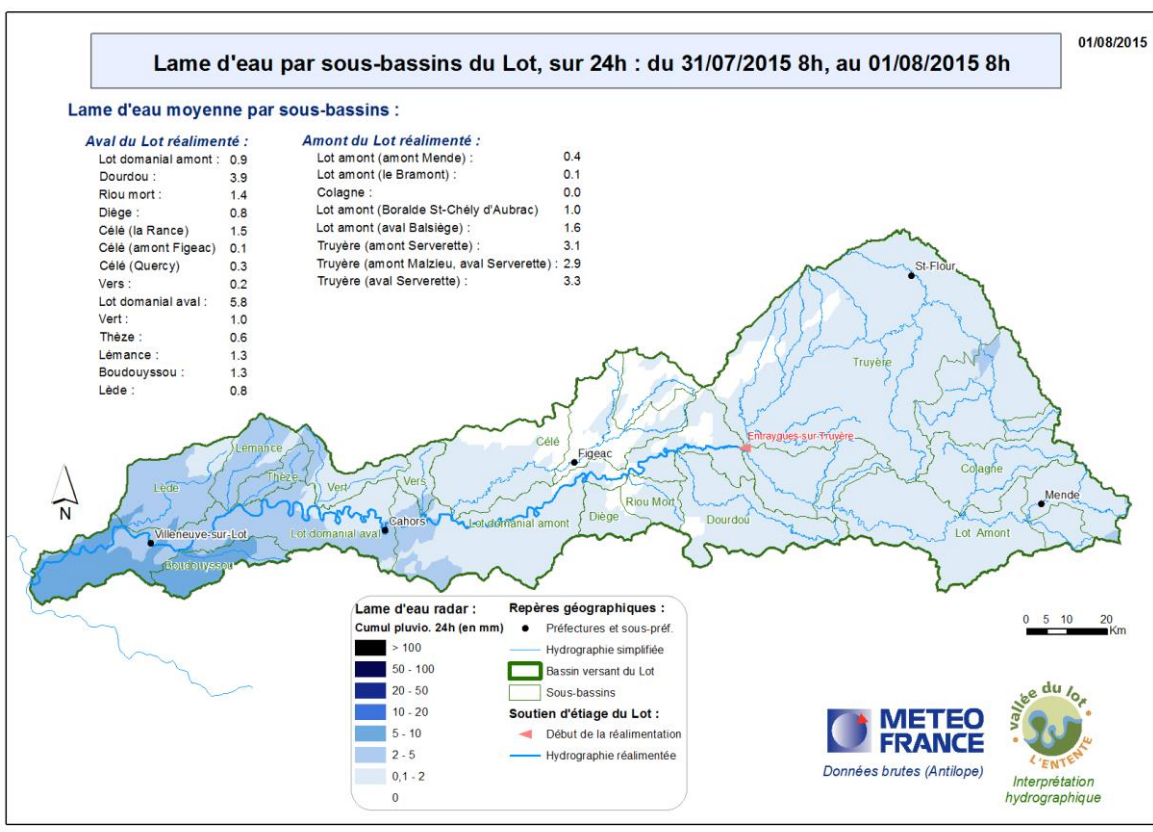 01/08/2015
Lame d'eau par sous-bassins du Lot, sur 24h : du 31/07/2015 8h, au 01/08/2015 8h
Lame d'eau moyenne par sous-bassins :
Aval du Lot réalimenté :
Lot domanial amont : 0.9
Dourdou : 3.9
Riou mort : 1.4
Diège : 0.8
Célé (la Rance) 1.5
Célé (amont Figeac) 0.1
Célé (Quercy) 0.3
Vers : 0.2
Lot domanial aval : 5.8
Vert : 1.0
Thèze : 0.6
Lémance : 1.3
Boudouyssou : 1.3
Lède : 0.8
Amont du Lot réalimenté :
Lot amont (amont Mende) : 0.4
Lot amont (le Bramont) : 0.1
Colagne : 0.0
Lot amont (Boralde St-Chély d'Aubrac) 1.0
Lot amont (aval Balsiège) : 1.6
Truyère (amont Serverette) : 3.1
Truyère (amont Malzieu, aval Serverette) : 2.9
Truyère (aval Serverette) : 3.3
St-Flour
Truyère
Entraygues-sur-Truyère
Célé
Figeac
Lémance
Thèze
Lède
Vert
Vers
Colagne
Mende
Riou Mort
Diège
Dourdou
Lot domanial amont
Lot Amont
Cahors
Lot domanial aval
Villeneuve-sur-Lot
Boudouyssou
N
Lame d'eau radar :
Cumul pluvio. 24h (en mm)
> 100
50 - 100
20 - 50
10 - 20
5 - 10
2 - 5
0,1 - 2
0
Repères géographiques :
Préfectures et sous-préf.
Hydrographie simplifiée
Bassin versant du Lot
Sous-bassins
Soutien d'étiage du Lot :
Début de la réalimentation
Hydrographie réalimentée
0 5 10 20
Km
METEO
FRANCE
Données brutes (Antilope)
vallée du lot
L'ENTENTE
Interprétation
hydrographique